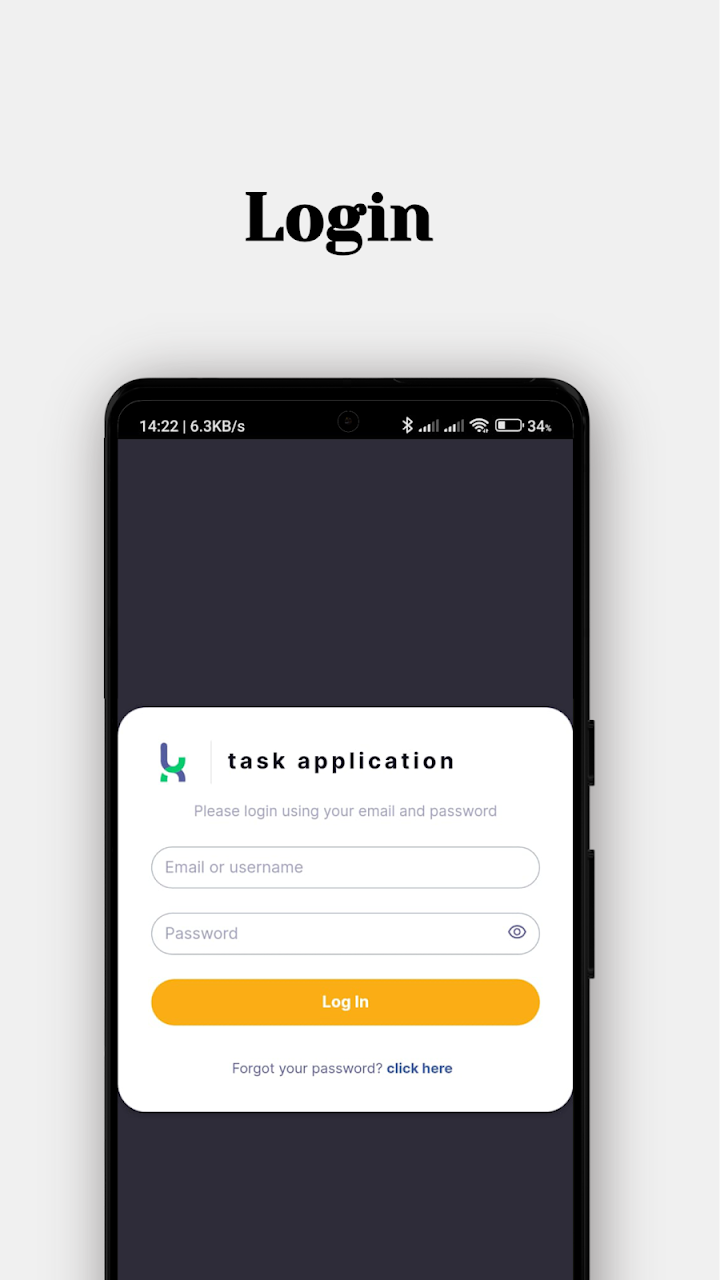 Login
14:22 | 6.3KB/s 34%
task application
Please login using your email and password
Email or username
Password
Log In
Forgot your password? click here